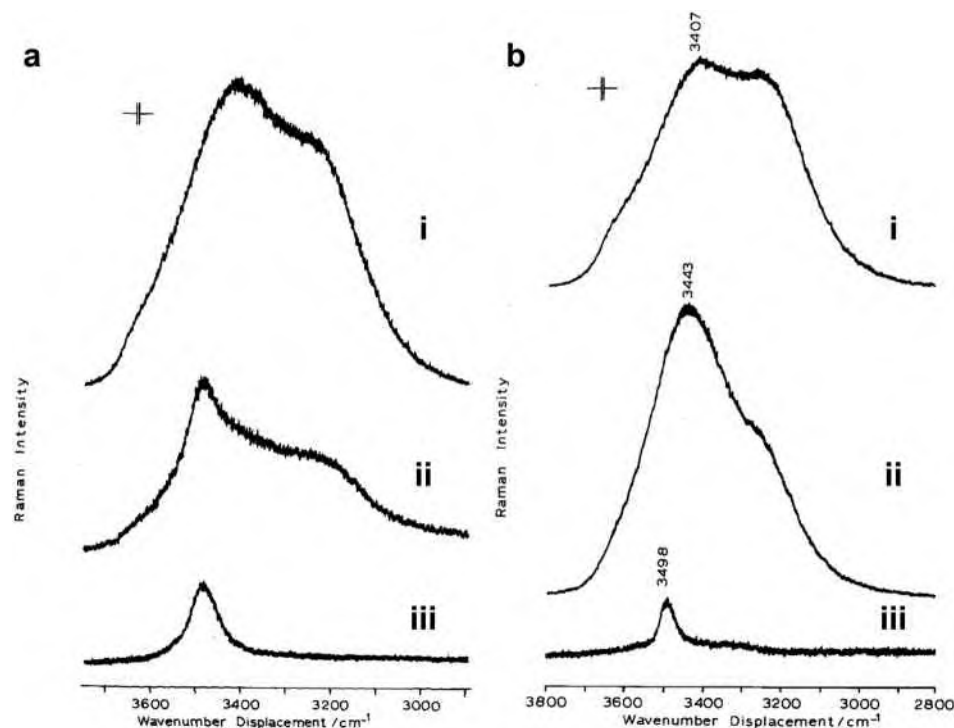 a
i
ii
iii
Raman Intensity
3600 3400 3200 3000
Wavenumber Displacement/cm-1
b
3407
i
3443
ii
3498
iii
Raman Intensity
3800 3600 3400 3200 3000 2800
Wavenumber Displacement/cm-1